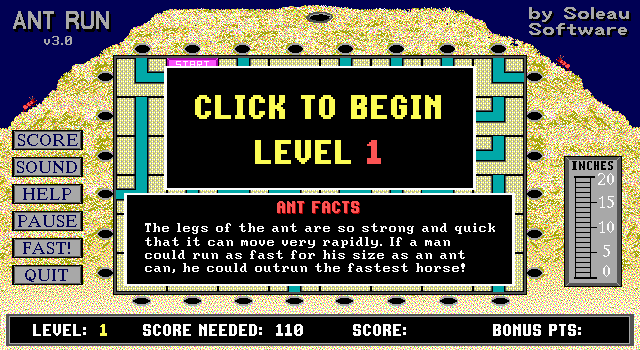 ANT RUN
v3.0
by Soleau
Software
START
CLICK TO BEGIN
LEVEL 1
SCORE
SOUND
HELP
PAUSE
FAST!
QUIT
ANT FACTS
The legs of the ant are so strong and quick
that it can move very rapidly. If a man
could run as fast for his size as an ant
can, he could outrun the fastest horse!
INCHES
20
15
10
5
0
LEVEL: 1 SCORE NEEDED: 110 SCORE: BONUS PTS: